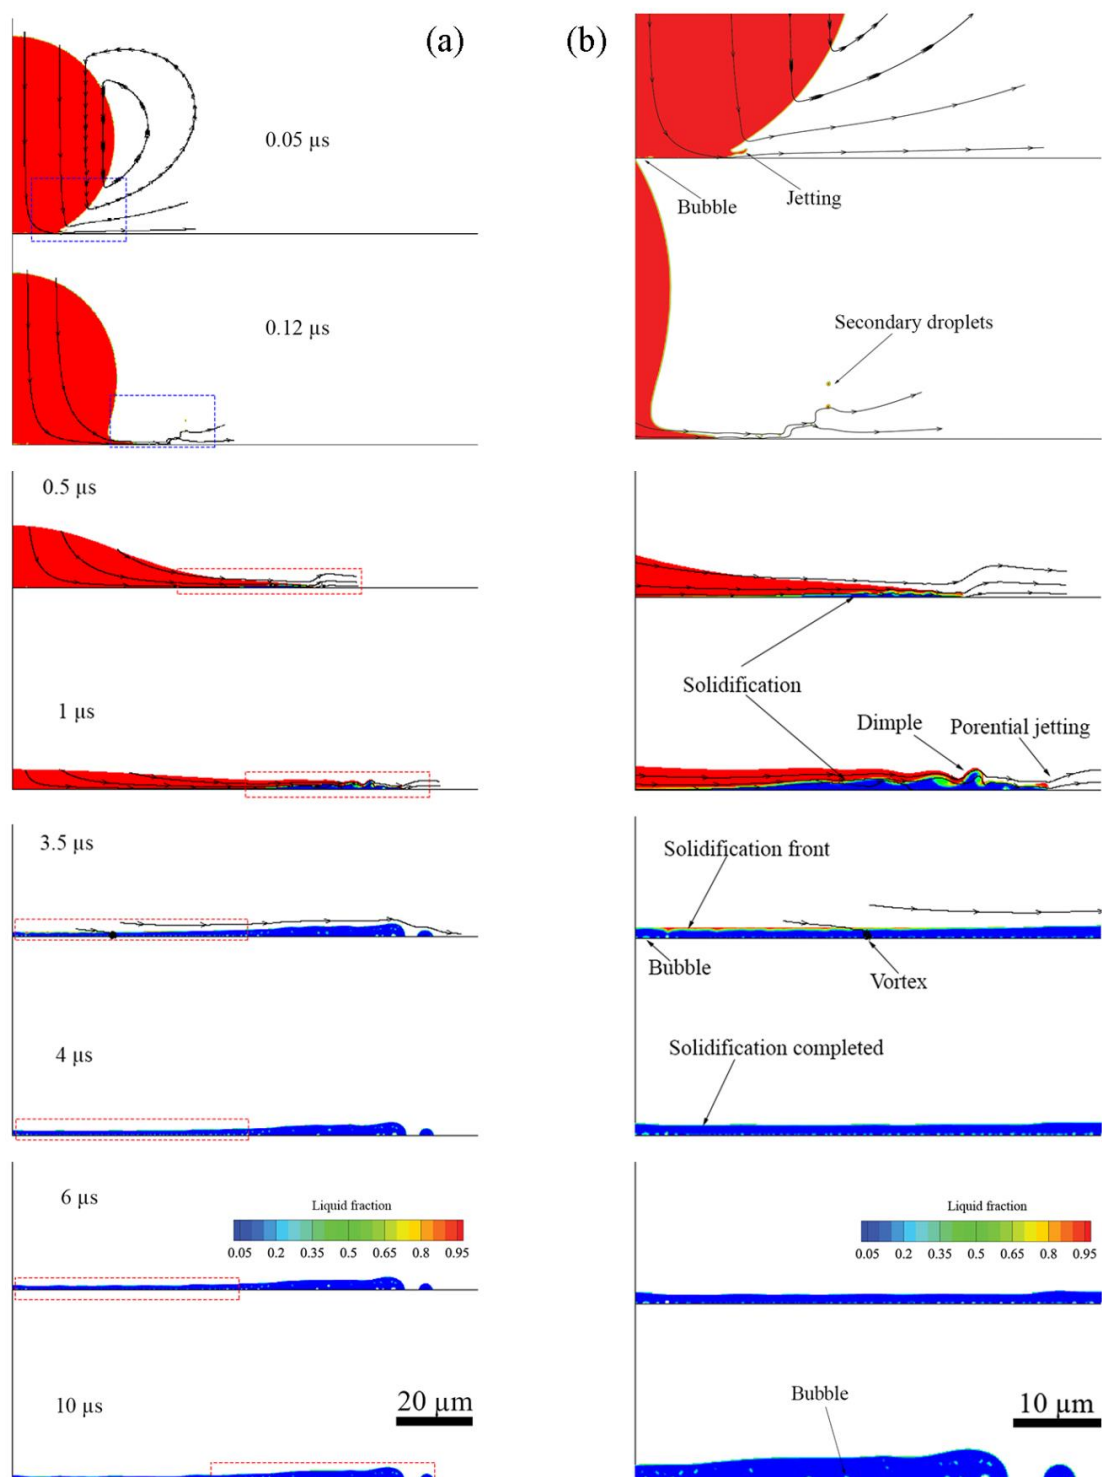 (a)
(b)
0.05 µs
Bubble
Jetting
0.12 µs
Secondary droplets
0.5 µs
Solidification
1 µs
Dimple
Porential jetting
3.5 µs
Solidification front
Bubble
Vortex
4 µs
Solidification completed
6 µs
Liquid fraction
0.05 0.2 0.35 0.5 0.65 0.8 0.95
Liquid fraction
0.05 0.2 0.35 0.5 0.65 0.8 0.95
10 µs
20 µm
Bubble
10 µm